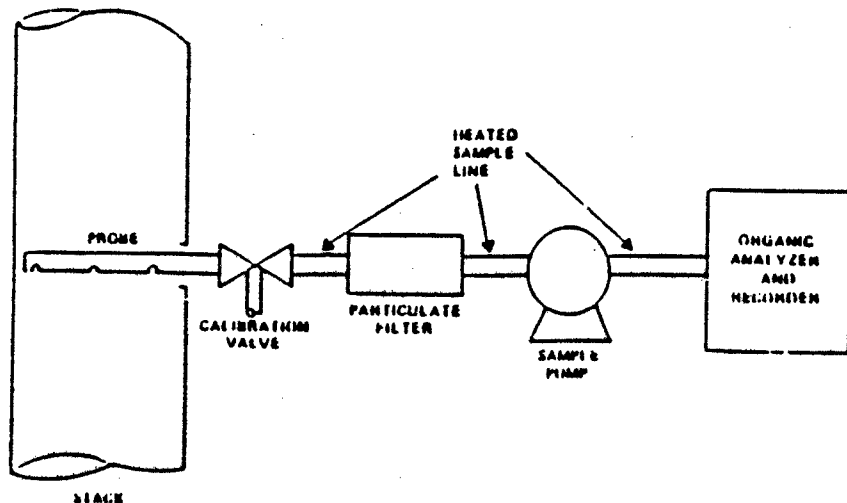 HEATED
SAMPLE
LINE
PROBE
ORGANIC
ANALYZER
AND
RECORDER
CALIBRATION
VALVE
PARTICULATE
FILTER
SAMPLE
PUMP
STACK